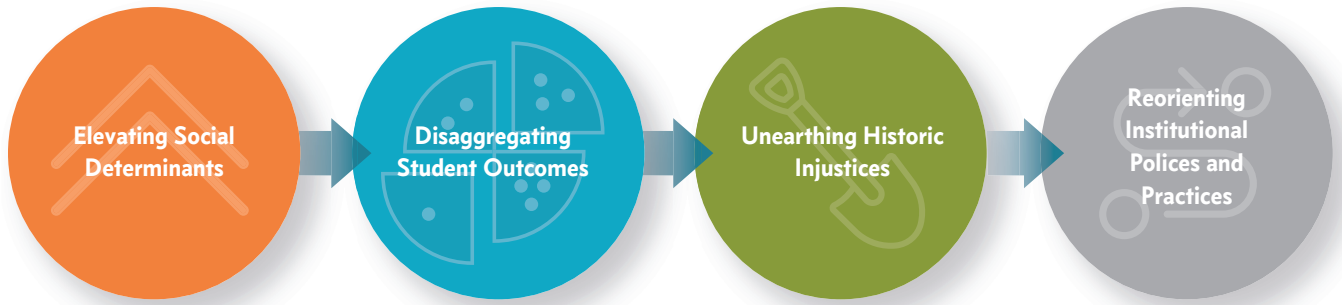 Elevating Social
Determinants
Disaggregating
Student Outcomes
Unearthing Historic
Injustices
Reorienting
Institutional
Polices and
Practices